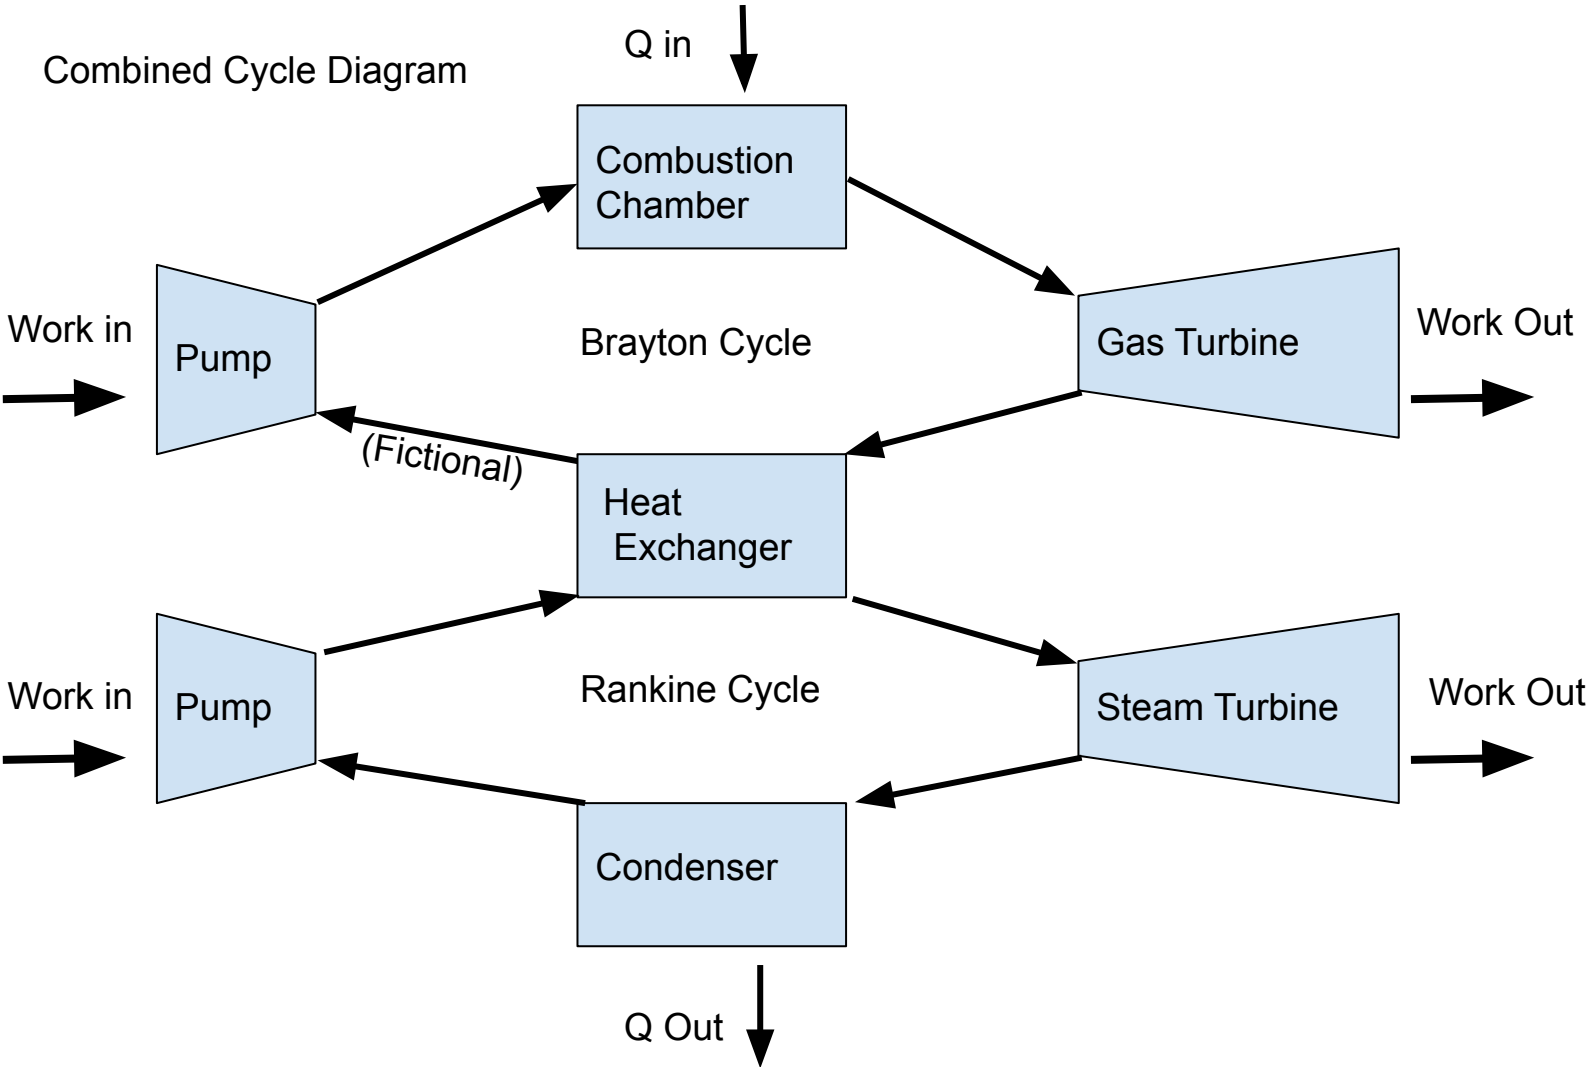 Combined Cycle Diagram
Q in
Combustion
Chamber
Work in
Pump
Brayton Cycle
Gas Turbine
Work Out
(Fictional)
Heat
Exchanger
Work in
Pump
Rankine Cycle
Steam Turbine
Work Out
Condenser
Q Out